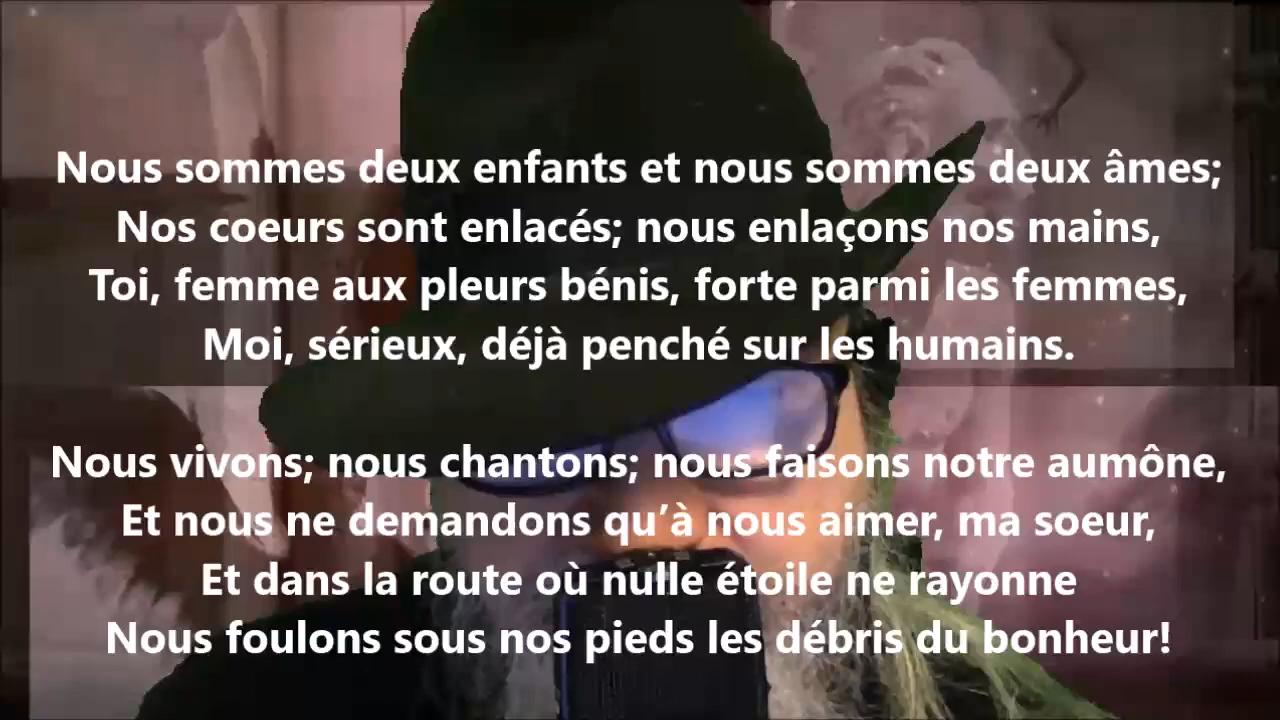 Nous sommes deux enfants et nous sommes deux âmes;
Nos coeurs sont enlacés; nous enlaçons nos mains,
Toi, femme aux pleurs bénis, forte parmi les femmes,
Moi, sérieux, déjà penché sur les humains.
Nous vivons; nous chantons; nous faisons notre aumône,
Et nous ne demandons qu’à nous aimer, ma soeur,
Et dans la route où nulle étoile ne rayonne
Nous foulons sous nos pieds les débris du bonheur!